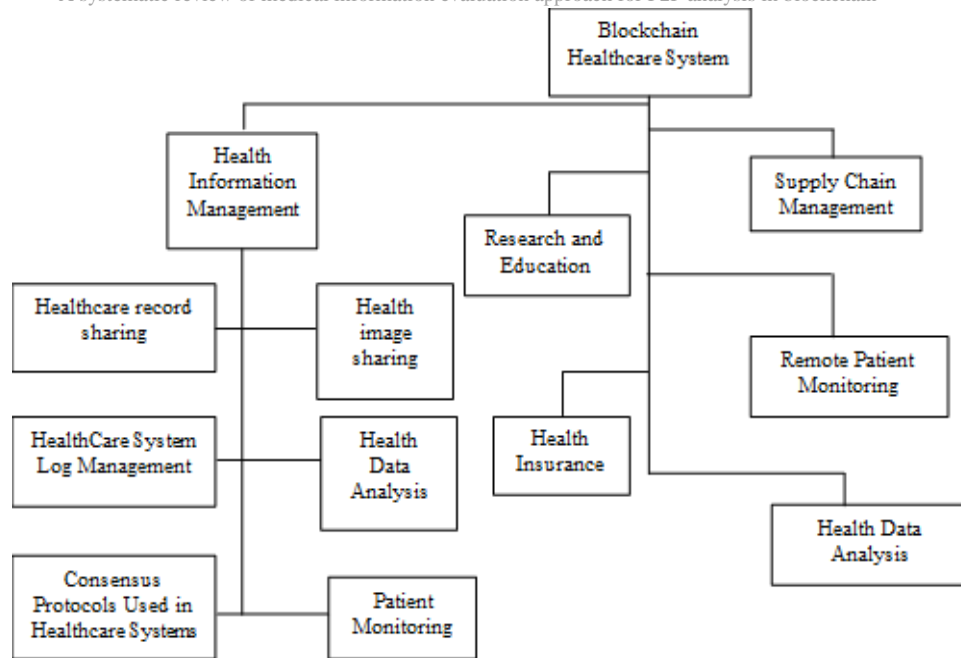 Blockchain
Healthcare System
Health
Information
Management
Supply Chain
Management
Research and
Education
Healthcare record
sharing
Health
image
sharing
Remote Patient
Monitoring
HealthCare System
Log Management
Health
Data
Analysis
Health
Insurance
Health Data
Analysis
Consensus
Protocols Used in
Healthcare Systems
Patient
Monitoring